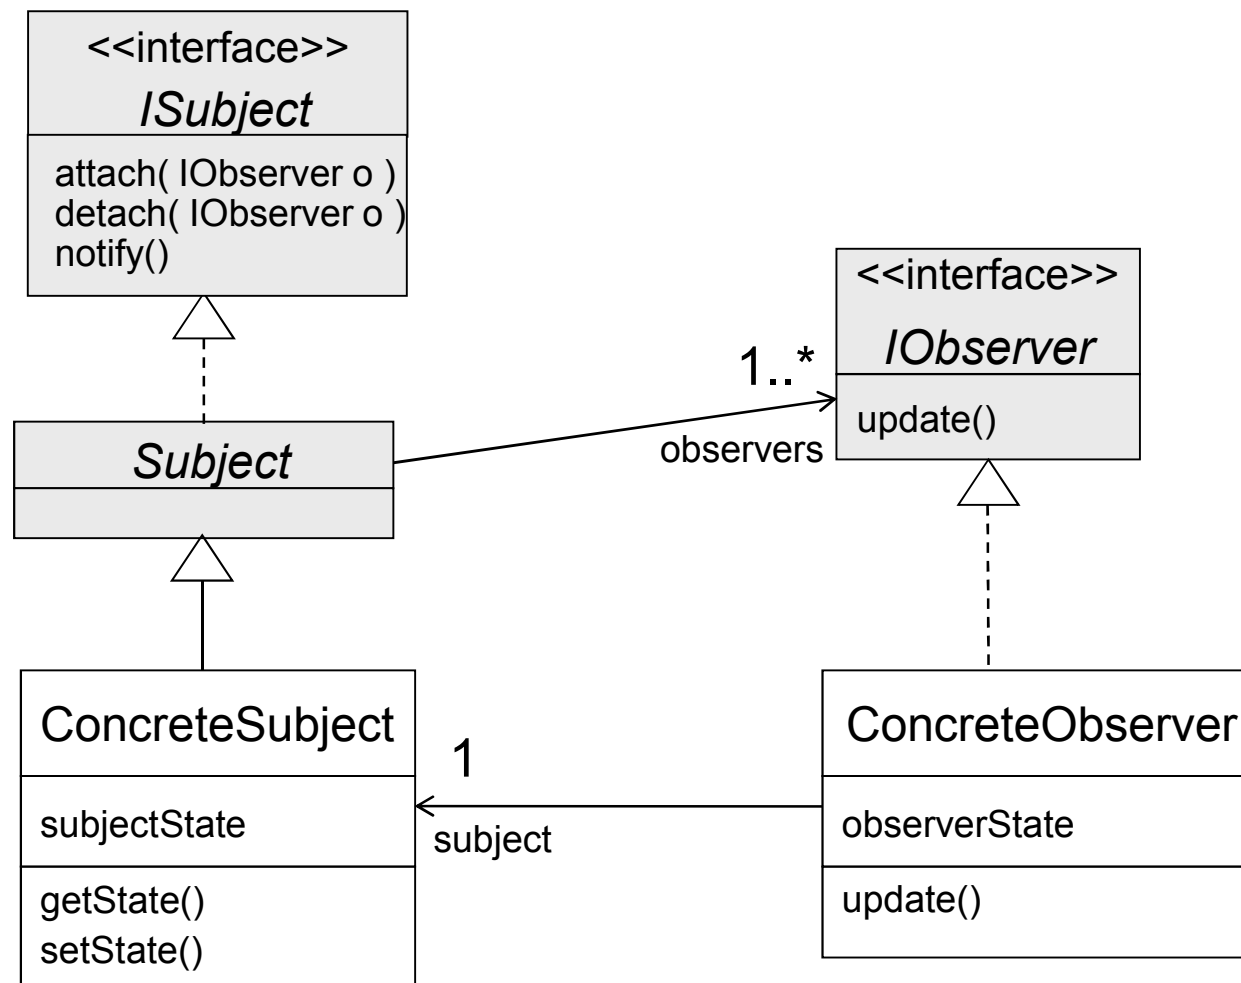 <<interface>>
ISubject
attach( IObserver o )
detach( IObserver o )
notify()
<<interface>>
IObserver
update()
1..*
observers
Subject
ConcreteSubject
subjectState
getState()
setState()
1
subject
ConcreteObserver
observerState
update()